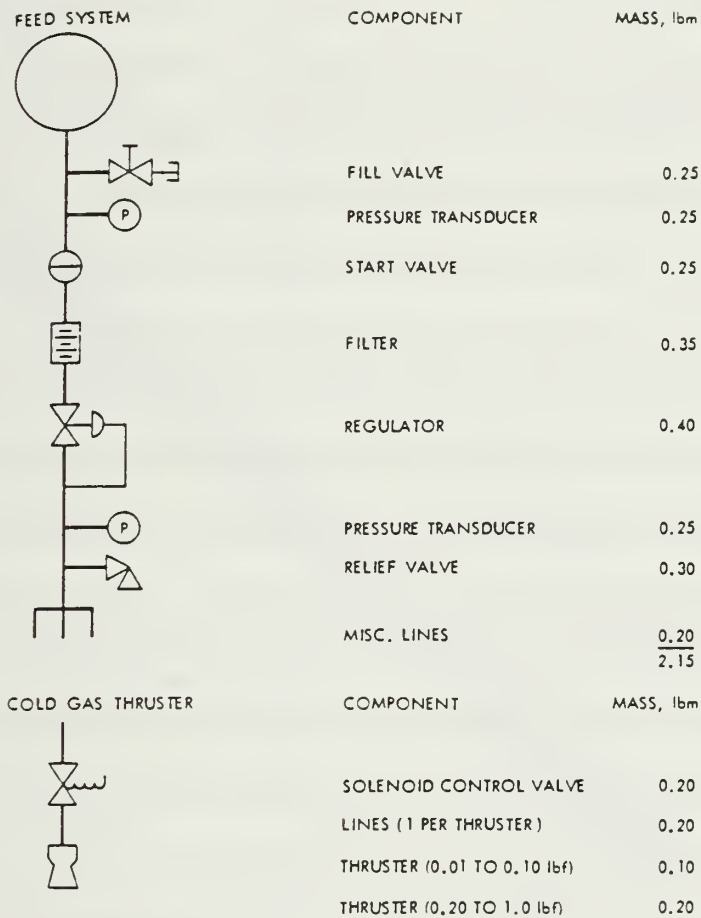 FEED SYSTEM COMPONENT MASS, lbm
FILL VALVE 0.25
P PRESSURE TRANSDUCER 0.25
START VALVE 0.25
FILTER 0.35
REGULATOR 0.40
P PRESSURE TRANSDUCER 0.25
RELIEF VALVE 0.30
MISC. LINES 0.20
2.15
COLD GAS THRUSTER COMPONENT MASS, lbm
SOLENOID CONTROL VALVE 0.20
LINES (1 PER THRUSTER) 0.20
THRUSTER (0.01 TO 0.10 lbf) 0.10
THRUSTER (0.20 TO 1.0 lbf) 0.20